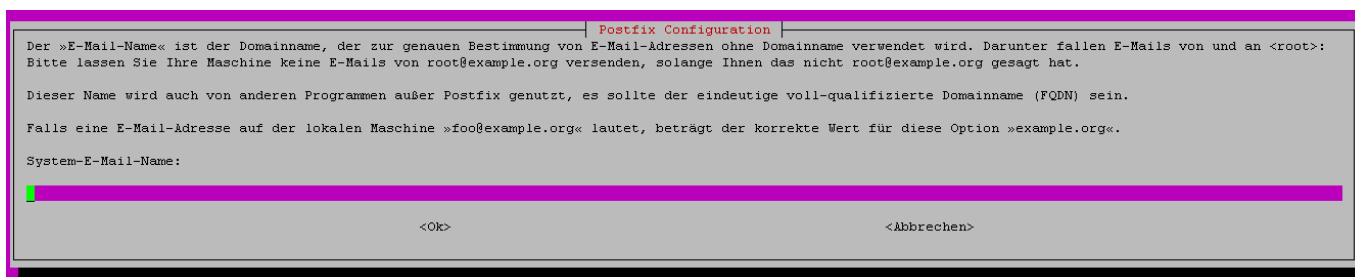 Postfix Configuration
Der »E-Mail-Name« ist der Domainname, der zur genauen Bestimmung von E-Mail-Adressen ohne Domainname verwendet wird. Darunter fallen E-Mails von und an <root>:
Bitte lassen Sie Ihre Maschine keine E-Mails von root@example.org versenden, solange Ihnen das nicht root@example.org gesagt hat.
Dieser Name wird auch von anderen Programmen außer Postfix genutzt, es sollte der eindeutige voll-qualifizierte Domainname (FQDN) sein.
Falls eine E-Mail-Adresse auf der lokalen Maschine »foo@example.org« lautet, beträgt der korrekte Wert für diese Option »example.org«.
System-E-Mail-Name:
<Ok> <Abbrechen>